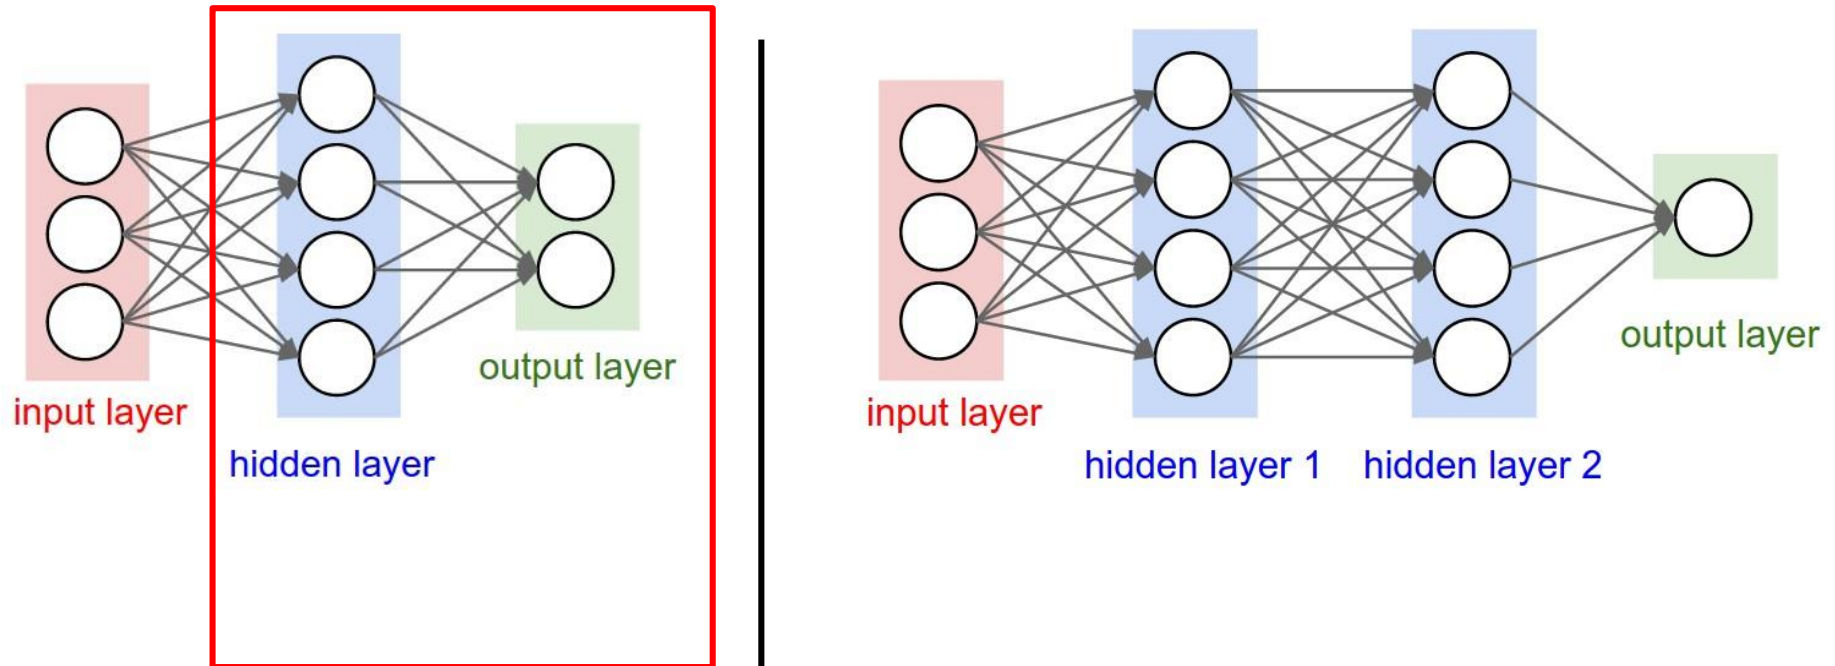 input layer
hidden layer
output layer
input layer
hidden layer 1
hidden layer 2
output layer